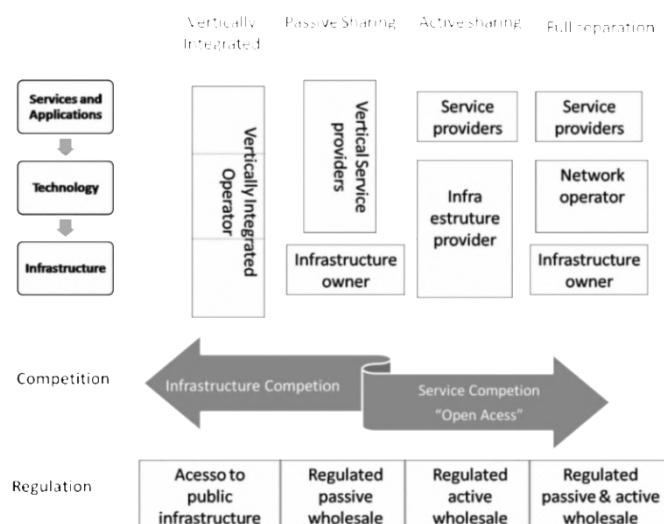 Vertically
Integrated
Passive Sharing
Active sharing
Full separation
Services and
Applications
Technology
Infrastructure
Vertically Integrated
Operator
Vertical Service
providers
Infrastructure
owner
Service
providers
Infra
estruture
provider
Service
providers
Network
operator
Infrastructure
owner
Competition
Infrastructure Competion
Service Competion
"Open Acess"
Regulation
Acesso to
public
infrastructure
Regulated
passive
wholesale
Regulated
active
wholesale
Regulated
passive & active
wholesale